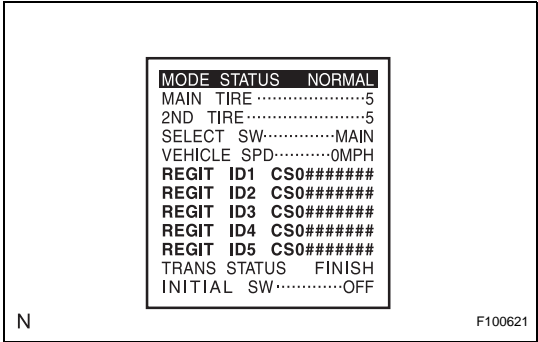 MODE STATUS NORMAL
MAIN TIRE·····················5
2ND TIRE·······················5
SELECT SW·············MAIN
VEHICLE SPD···········0MPH
REGIT ID1 CS0#######
REGIT ID2 CS0#######
REGIT ID3 CS0#######
REGIT ID4 CS0#######
REGIT ID5 CS0#######
TRANS STATUS FINISH
INITIAL SW·············OFF
N F100621